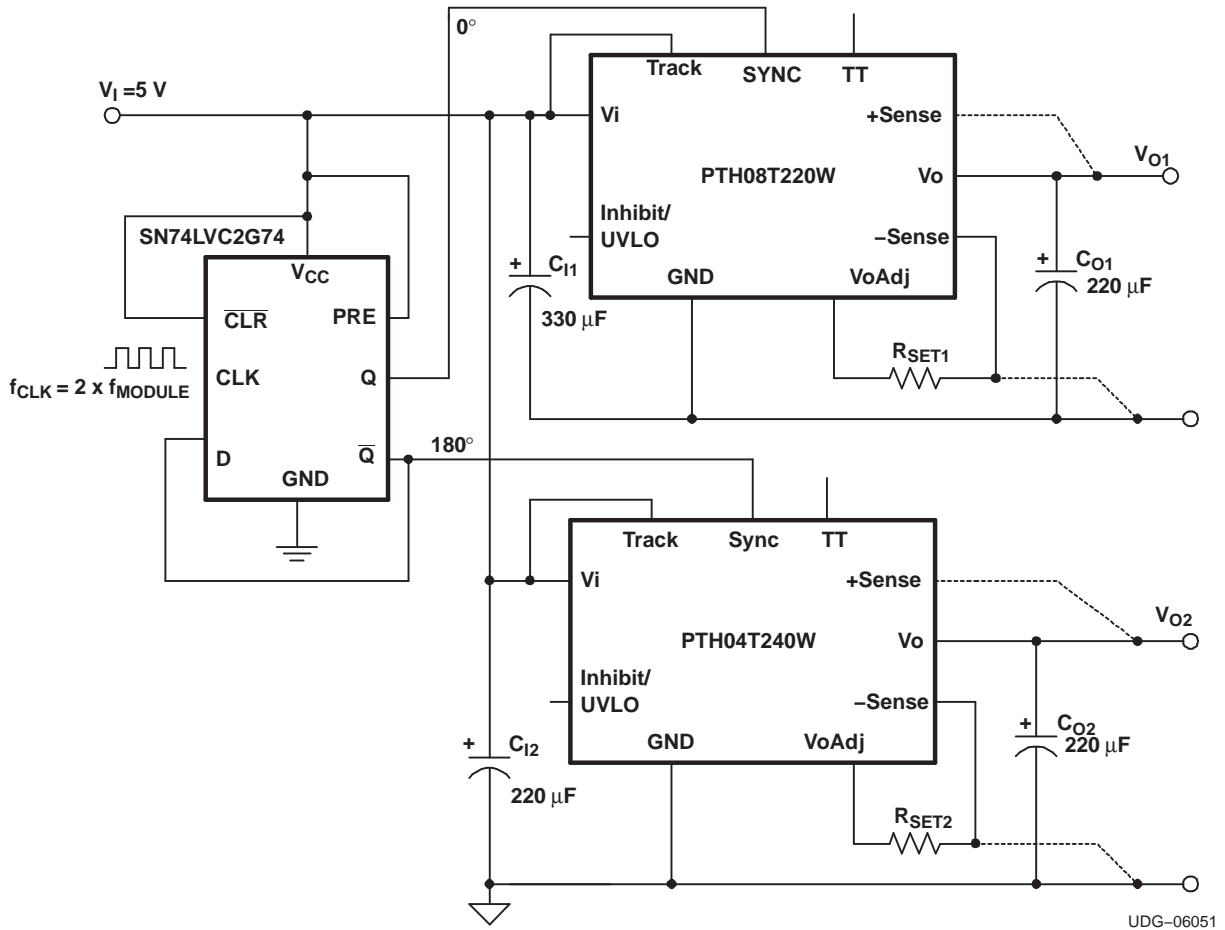 0°
Track
SYNC
TT
V_I =5 V
Vi
+Sense
V_O1
PTH08T220W
Vo
Inhibit/
UVLO
−Sense
SN74LVC2G74
V_CC
+
C_I1
330 μF
GND
VoAdj
+
C_O1
220 μF
C̅L̅R̅
PRE
R_SET1
CLK
Q
f_CLK = 2 x f_MODULE
D
Q̅
180°
GND
Track
Sync
TT
Vi
+Sense
V_O2
PTH04T240W
Vo
Inhibit/
UVLO
−Sense
+
C_I2
220 μF
GND
VoAdj
+
C_O2
220 μF
R_SET2
UDG−06051